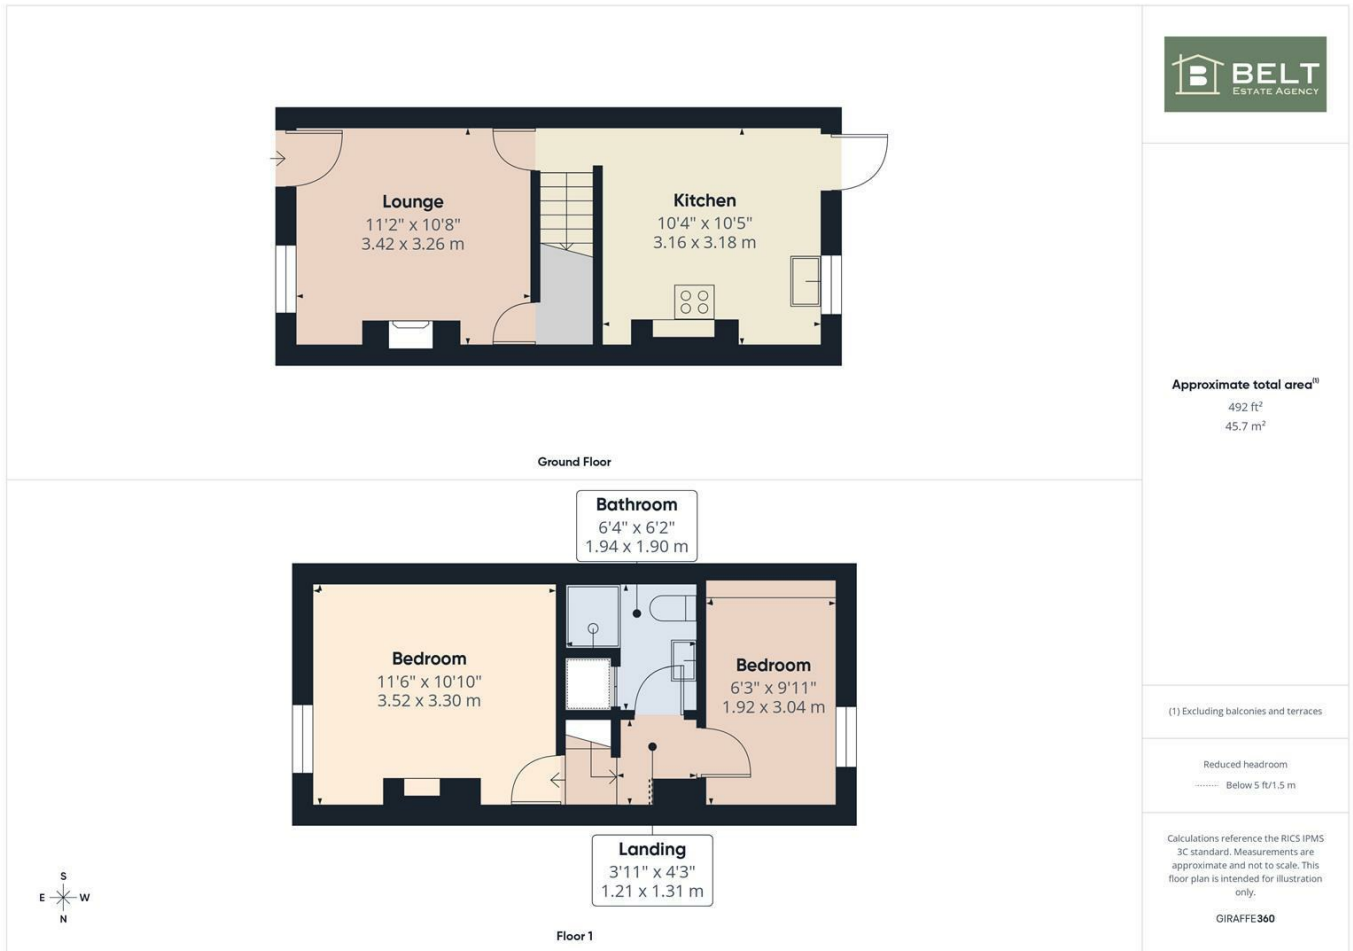 BELT
ESTATE AGENCY
Lounge
11'2" x 10'8"
3.42 x 3.26 m
Kitchen
10'4" x 10'5"
3.16 x 3.18 m
Ground Floor
Approximate total area(1)
492 ft²
45.7 m²
Bathroom
6'4" x 6'2"
1.94 x 1.90 m
Bedroom
11'6" x 10'10"
3.52 x 3.30 m
Bedroom
6'3" x 9'11"
1.92 x 3.04 m
Landing
3'11" x 4'3"
1.21 x 1.31 m
Floor 1
S
E W
N
(1) Excluding balconies and terraces
Reduced headroom
Below 5 ft/1.5 m
Calculations reference the RICS IPMS
3C standard. Measurements are
approximate and not to scale. This
floor plan is intended for illustration
only.
GIRAFFE360